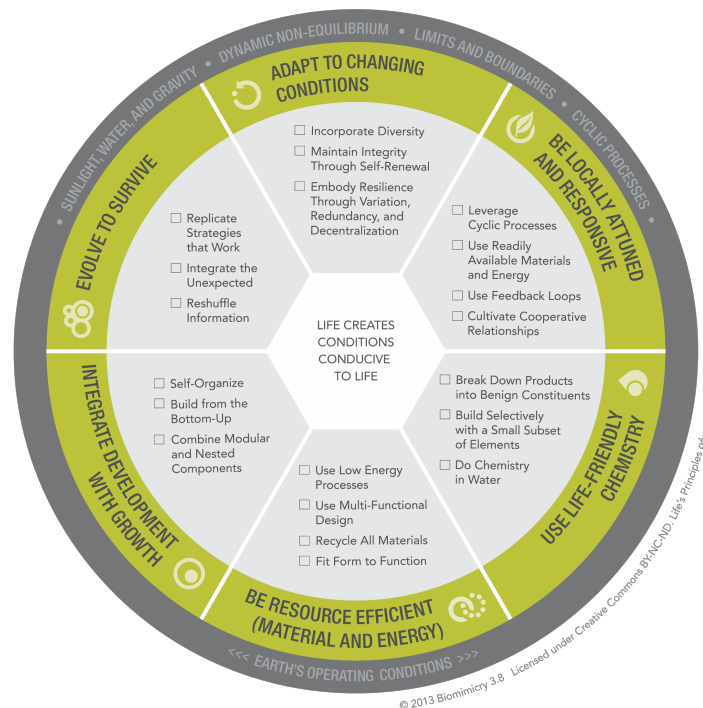 • SUNLIGHT, WATER, AND GRAVITY • DYNAMIC NON-EQUILIBRIUM • LIMITS AND BOUNDARIES • CYCLIC PROCESSES •
ADAPT TO CHANGING
CONDITIONS
☐ Incorporate Diversity
☐ Maintain Integrity
Through Self-Renewal
☐ Embody Resilience
Through Variation,
Redundancy, and
Decentralization
BE LOCALLY ATTUNED
AND RESPONSIVE
☐ Leverage
Cyclic Processes
☐ Use Readily
Available Materials
and Energy
☐ Use Feedback Loops
☐ Cultivate Cooperative
Relationships
USE LIFE-FRIENDLY
CHEMISTRY
☐ Break Down Products
into Benign Constituents
☐ Build Selectively
with a Small Subset
of Elements
☐ Do Chemistry
in Water
BE RESOURCE EFFICIENT
(MATERIAL AND ENERGY)
☐ Use Low Energy
Processes
☐ Use Multi-Functional
Design
☐ Recycle All Materials
☐ Fit Form to Function
INTEGRATE DEVELOPMENT
WITH GROWTH
☐ Self-Organize
☐ Build from the
Bottom-Up
☐ Combine Modular
and Nested
Components
EVOLVE TO SURVIVE
☐ Replicate
Strategies
that Work
☐ Integrate the
Unexpected
☐ Reshuffle
Information
LIFE CREATES
CONDITIONS
CONDUCIVE
TO LIFE
<<< EARTH'S OPERATING CONDITIONS >>>
© 2013 Biomimicry 3.8 Licensed under Creative Commons BY-NC-ND. Life's Principles